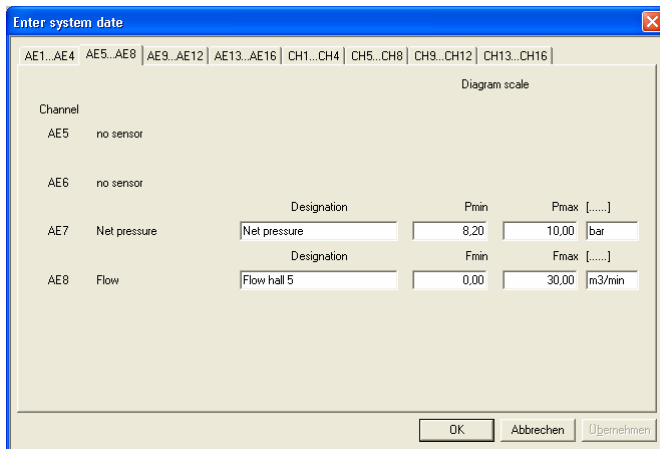 Enter system date
AE1...AE4 AE5...AE8 AE9...AE12 AE13...AE16 CH1...CH4 CH5...CH8 CH9...CH12 CH13...CH16
Diagram scale
Channel
AE5 no sensor
AE6 no sensor
Designation Pmin Pmax [......]
AE7 Net pressure Net pressure 8,20 10,00 bar
Designation Fmin Fmax [......]
AE8 Flow Flow hall 5 0,00 30,00 m3/min
OK Abbrechen Übernehmen